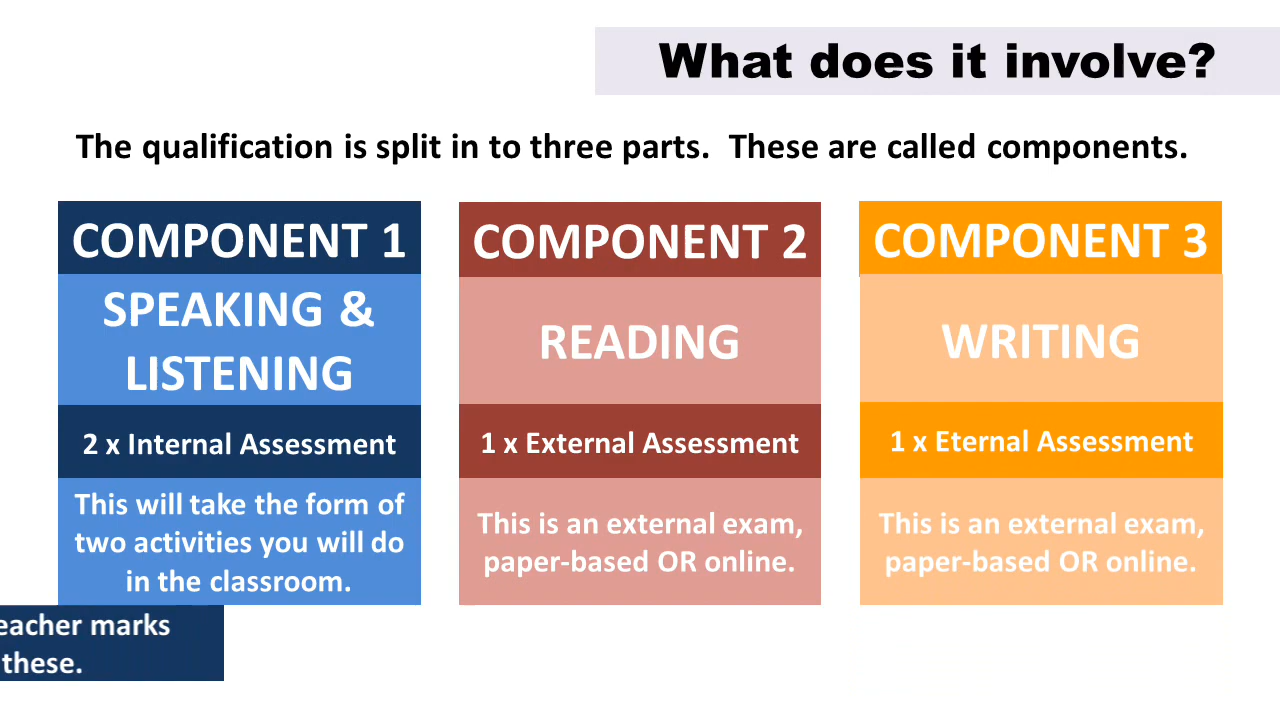 What does it involve?
The qualification is split in to three parts.  These are called components.
COMPONENT 1
SPEAKING &
LISTENING
2 x Internal Assessment
This will take the form of
two activities you will do
in the classroom.
eacher marks
these.
COMPONENT 2
READING
1 x External Assessment
This is an external exam,
paper-based OR online.
COMPONENT 3
WRITING
1 x Eternal Assessment
This is an external exam,
paper-based OR online.